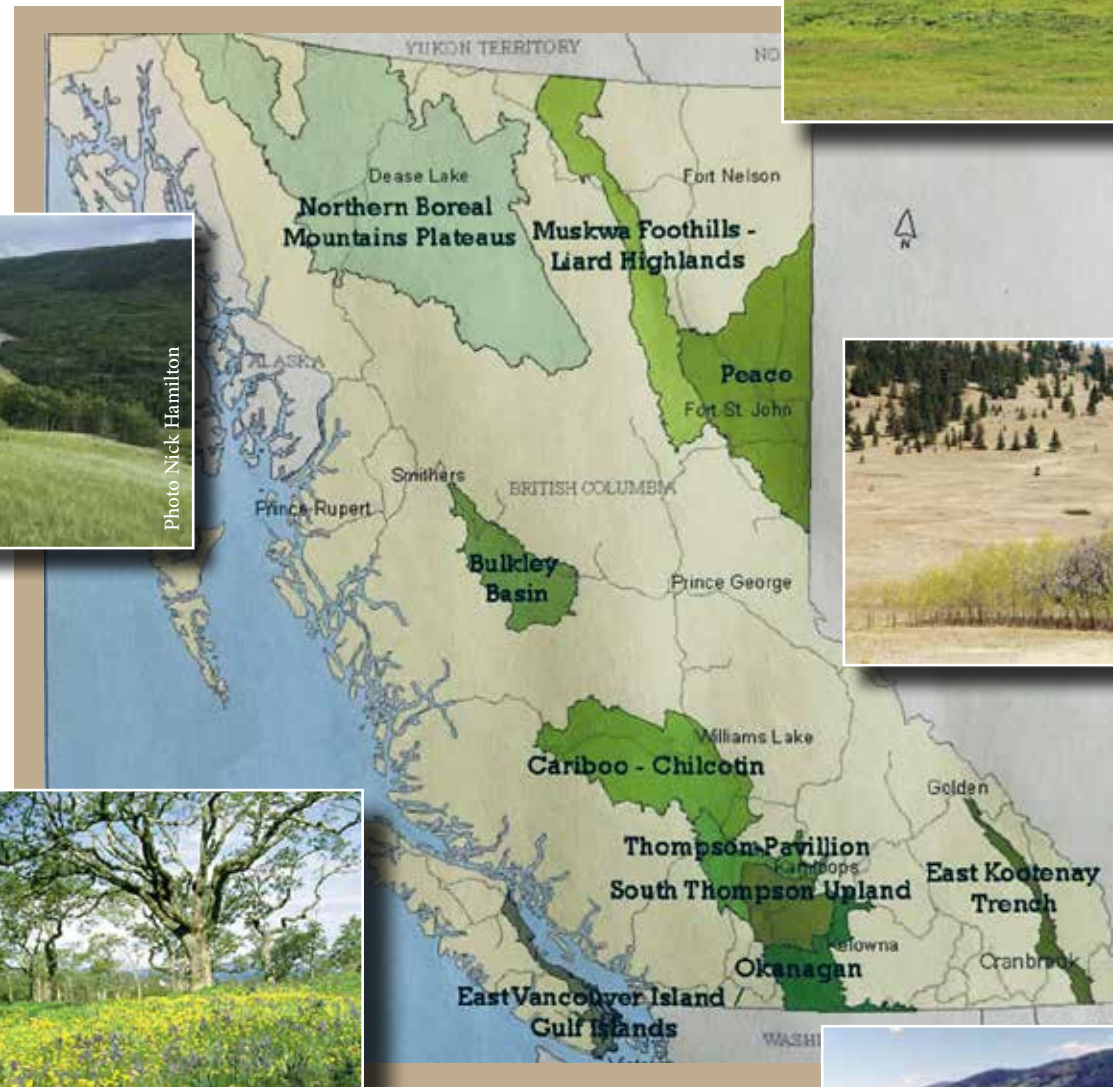 YUKON TERRITORY
NO
Dease Lake
Fort Nelson
Northern Boreal
Mountains Plateaus
Muskwa Foothills -
Liard Highlands
N
Photo Nick Hamilton
ALASKA
Peace
Fort St. John
Smithers
BRITISH COLUMBIA
Prince Rupert
Bulkley
Basin
Prince George
Williams Lake
Cariboo - Chilcotin
Golden
Thompson-Pavillion
Kamloops
South Thompson Upland
East Kootenay
Trench
Kelowna
Okanagan
Cranbrook
East Vancouver Island /
Gulf Islands
WASHI